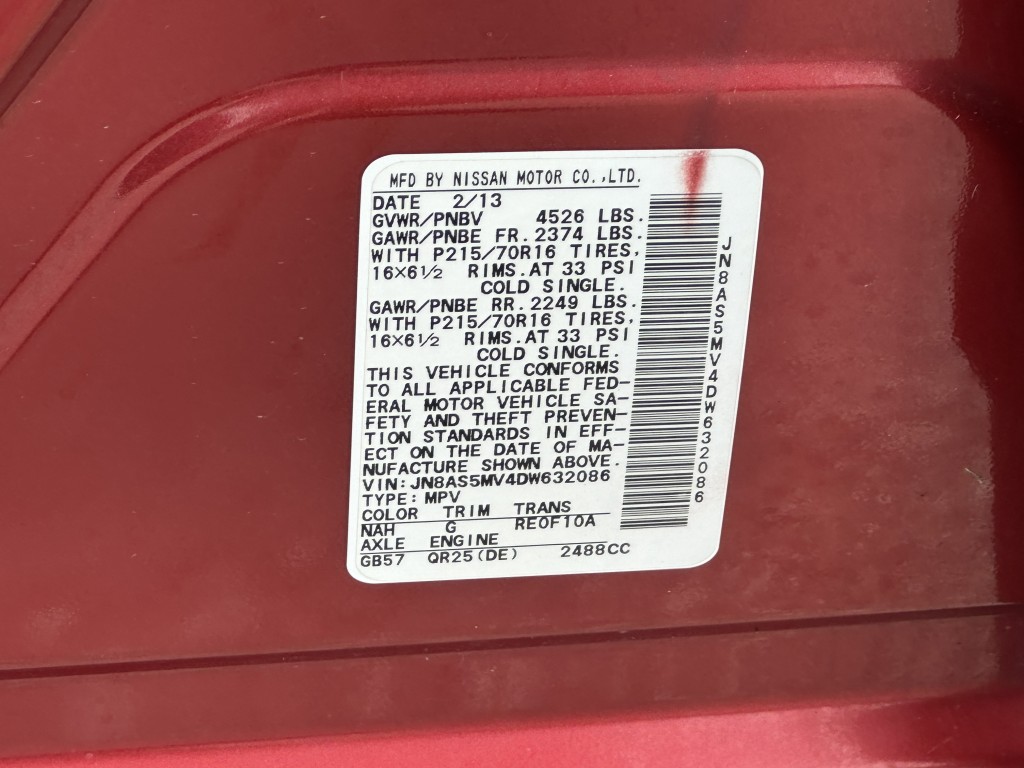 MFD BY NISSAN MOTOR CO.,LTD.
DATE 2/13
GVWR/PNBV 4526 LBS.
GAWR/PNBE FR.2374 LBS.
WITH P215/70R16 TIRES,
16×6½ RIMS.AT 33 PSI
COLD SINGLE.
GAWR/PNBE RR.2249 LBS.
WITH P215/70R16 TIRES,
16×6½ RIMS.AT 33 PSI
COLD SINGLE.
THIS VEHICLE CONFORMS
TO ALL APPLICABLE FED-
ERAL MOTOR VEHICLE SA-
FETY AND THEFT PREVEN-
TION STANDARDS IN EFF-
ECT ON THE DATE OF MA-
NUFACTURE SHOWN ABOVE.
VIN:JN8AS5MV4DW632086
TYPE:MPV
COLOR TRIM TRANS
NAH G RE0F10A
AXLE ENGINE
GB57 QR25(DE) 2488CC
JN8AS5MV4DW632086